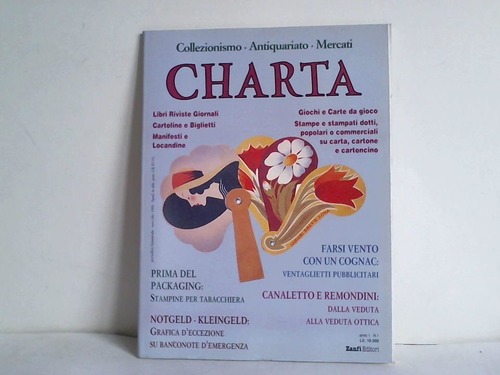 Collezionismo · Antiquariato · Mercati
CHARTA
Libri Riviste Giornali
Cartoline e Biglietti
Manifesti e
Locandine
Giochi e Carte da gioco
Stampe e stampati dotti,
popolari o commerciali
su carta, cartone
e cartoncino
FARSI VENTO
CON UN COGNAC:
VENTAGLIETTI PUBBLICITARI
PRIMA DEL
PACKAGING:
STAMPINE PER TABACCHIERA
CANALETTO E REMONDINI:
DALLA VEDUTA
ALLA VEDUTA OTTICA
NOTGELD - KLEINGELD:
GRAFICA D'ECCEZIONE
SU BANCONOTE D'EMERGENZA
Zanfi Editori